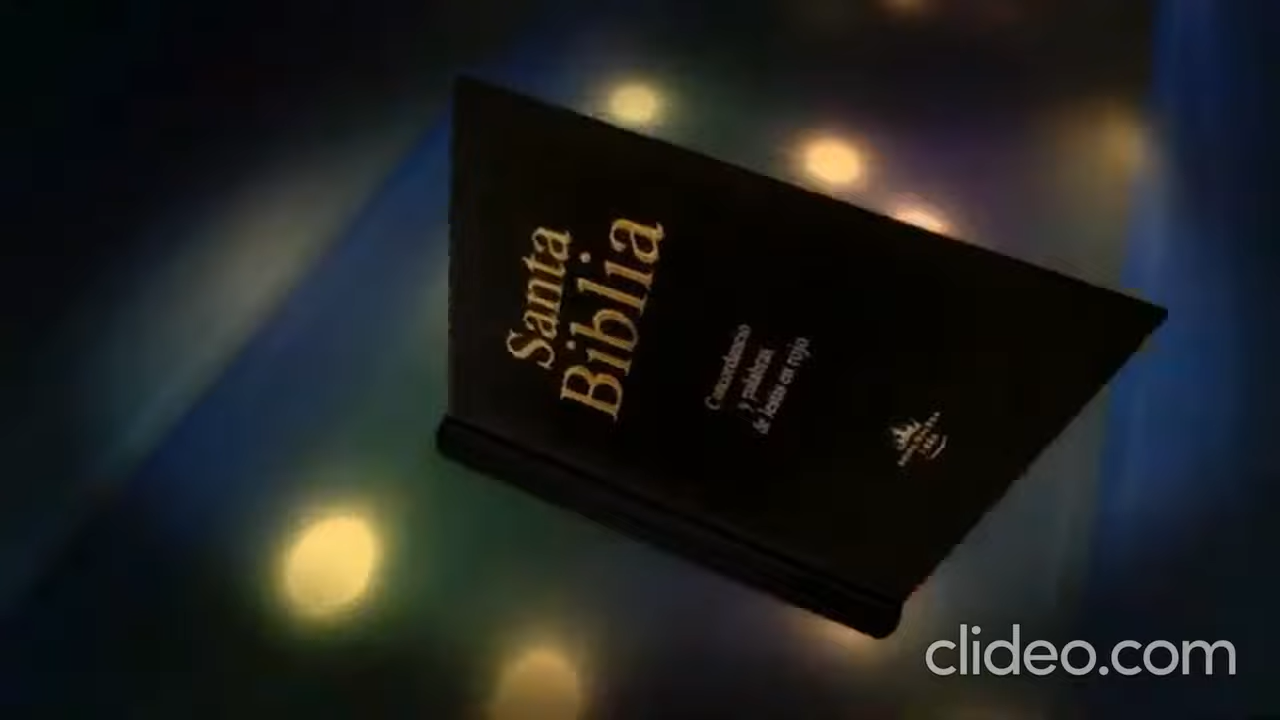 Santa
Biblia
Concordancia
y palabras
de Jesús en rojo
clideo.com